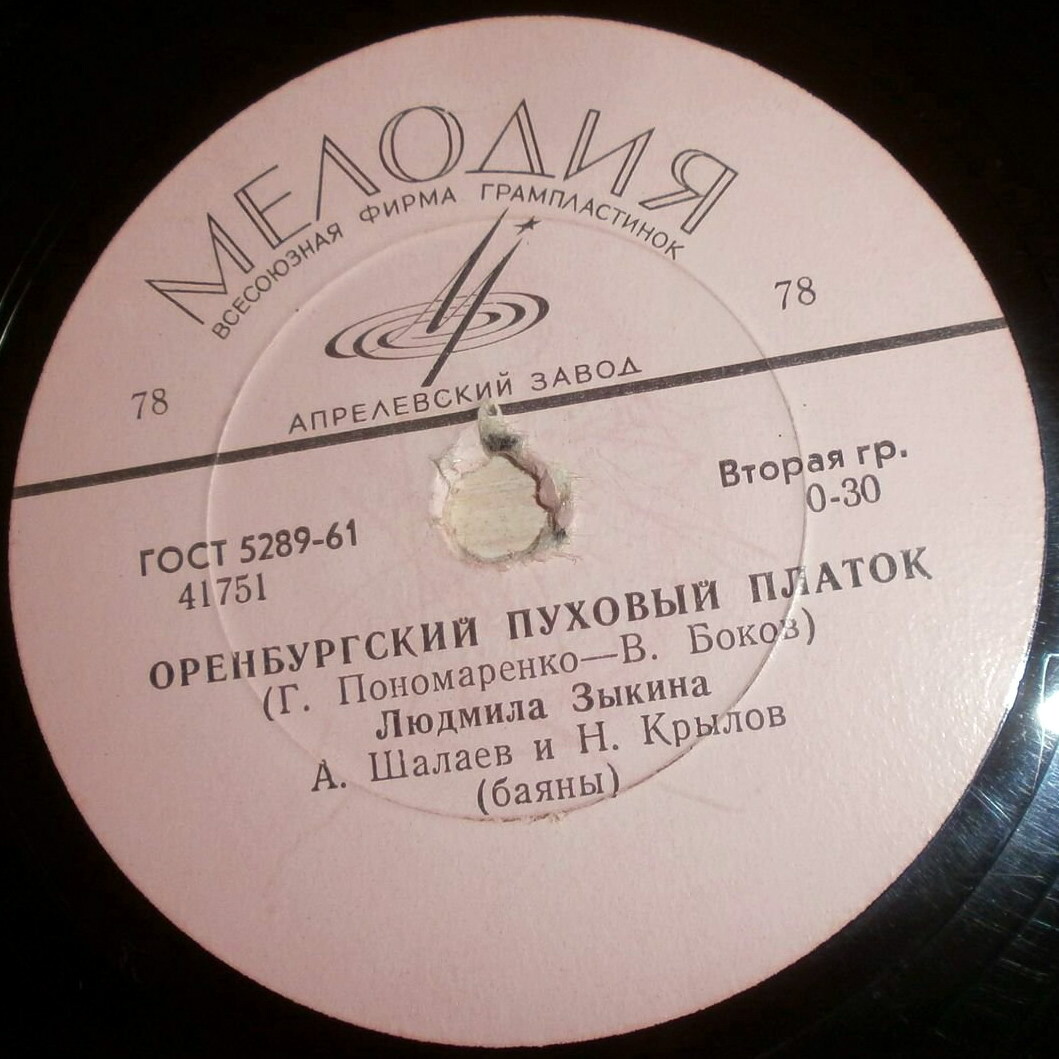 МЕЛОДИЯ
ВСЕСОЮЗНАЯ ФИРМА ГРАМПЛАСТИНОК
78
78
АПРЕЛЕВСКИЙ ЗАВОД
Вторая гр.
0-30
ГОСТ 5289-61
41751
ОРЕНБУРГСКИЙ ПУХОВЫЙ ПЛАТОК
(Г. Пономаренко—В. Боков)
Людмила Зыкина
А. Шалаев и Н. Крылов
(баяны)